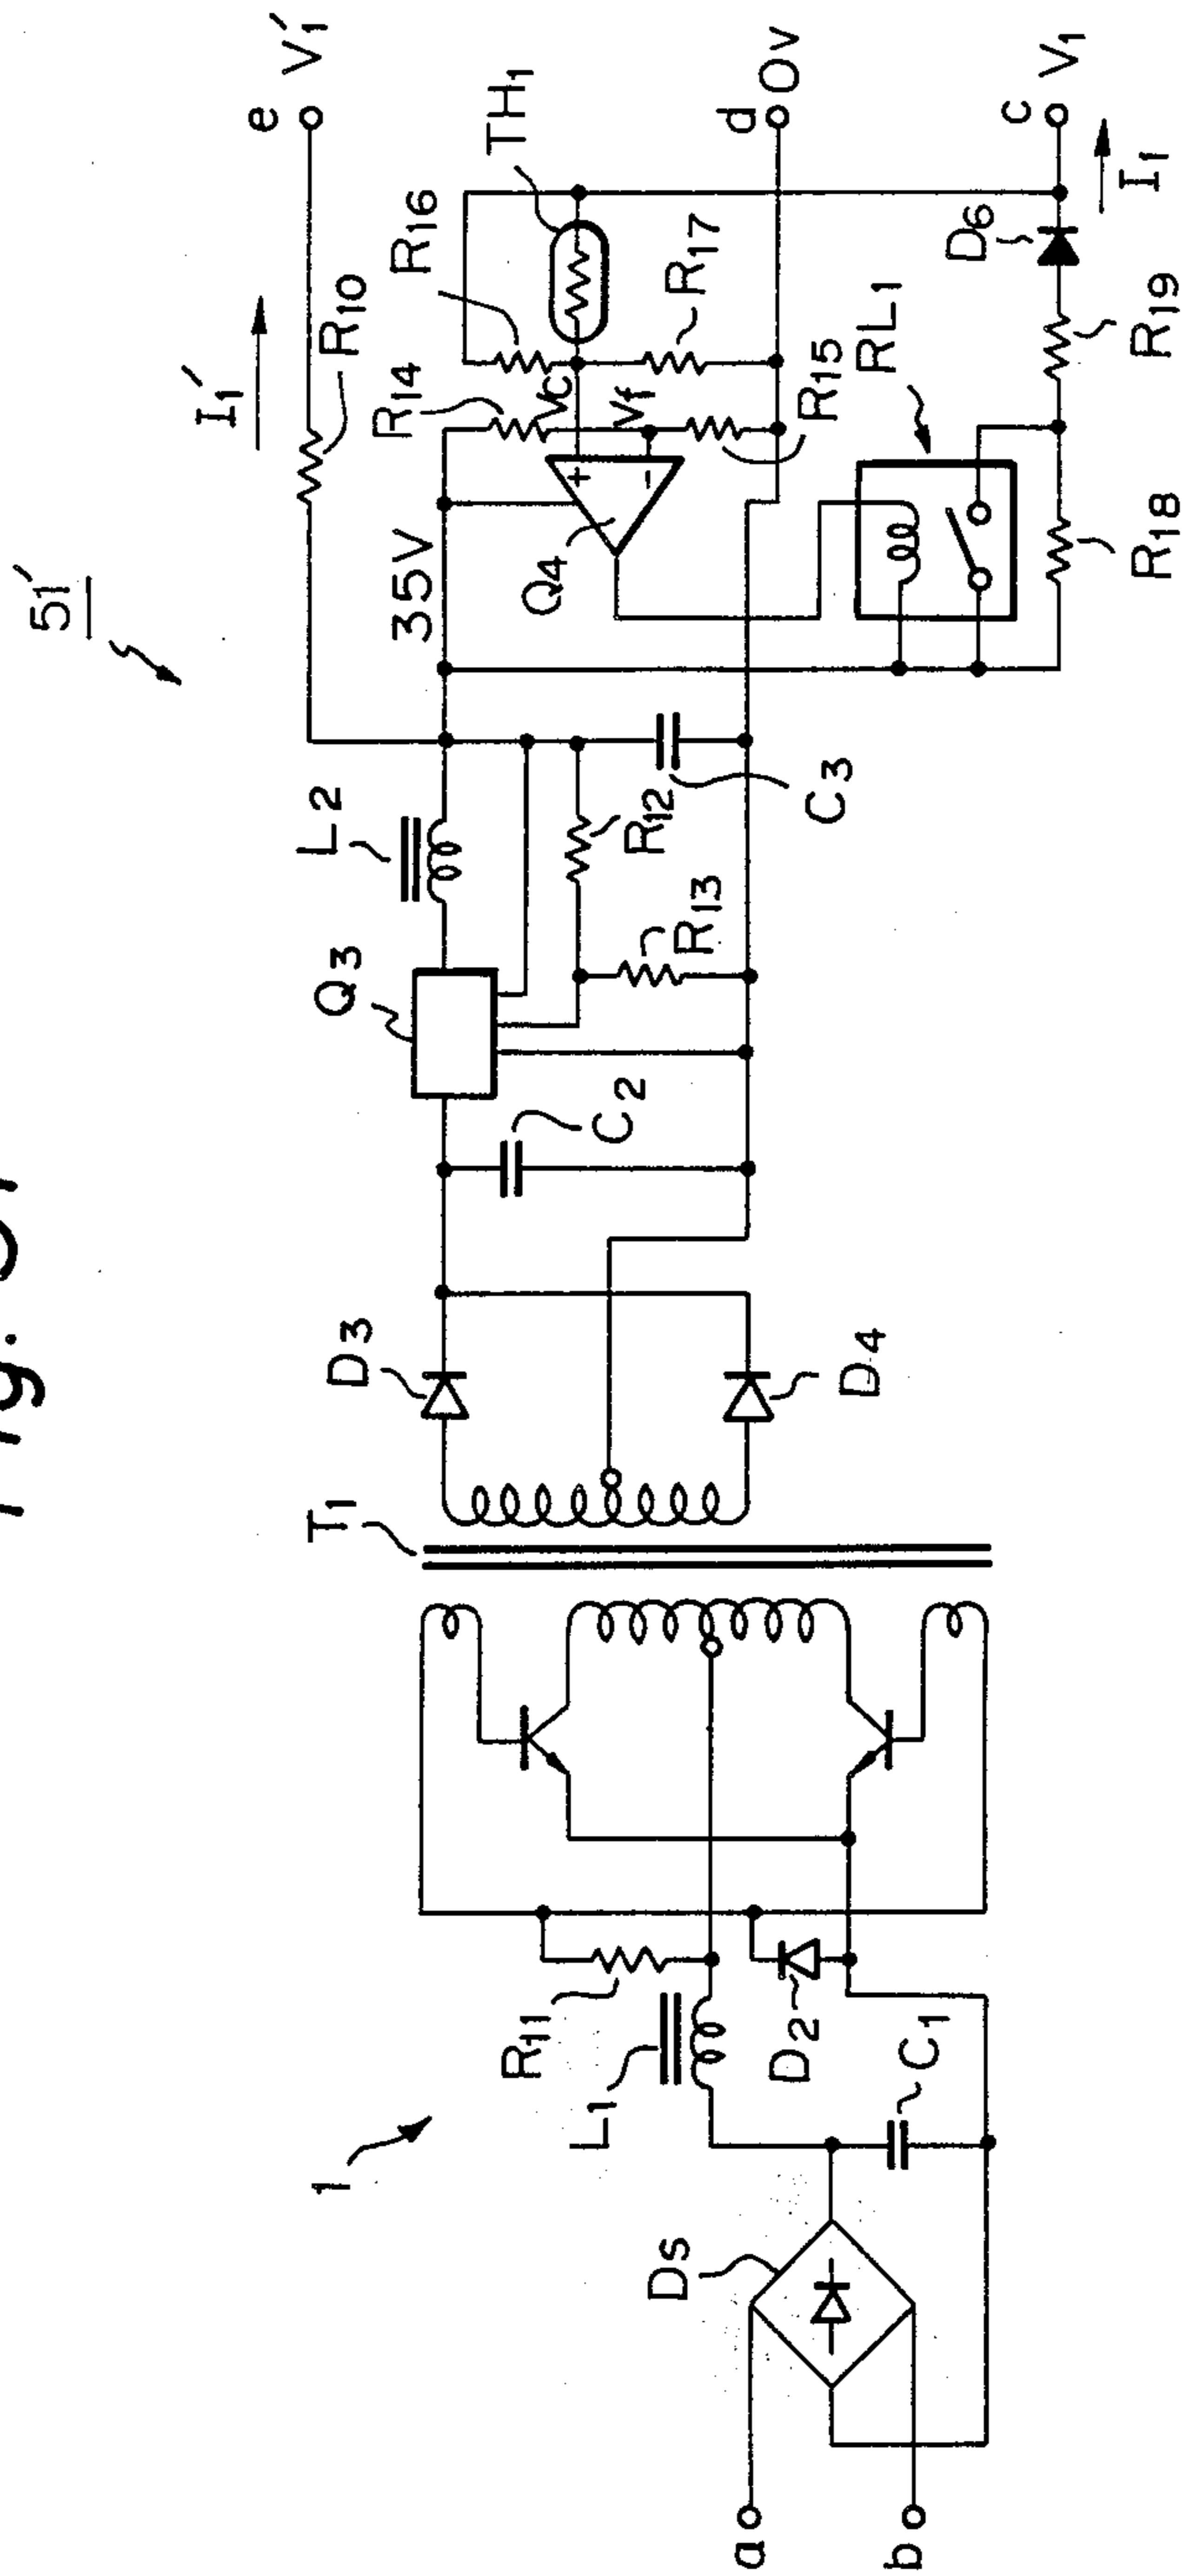 51'
I₁'
e V₁'
R₁₀
35V
R₁₄
R₁₆
TH₁
Vc
Vf
+
-
Q₄
R₁₇
R₁₅
d 0v
RL₁
D₆
c V₁
I₁
R₁₉
R₁₈
L₂
Q₃
R₁₂
R₁₃
C₃
C₂
D₃
D₄
T₁
1
R₁₁
L₁
D₂
C₁
Ds
a
b